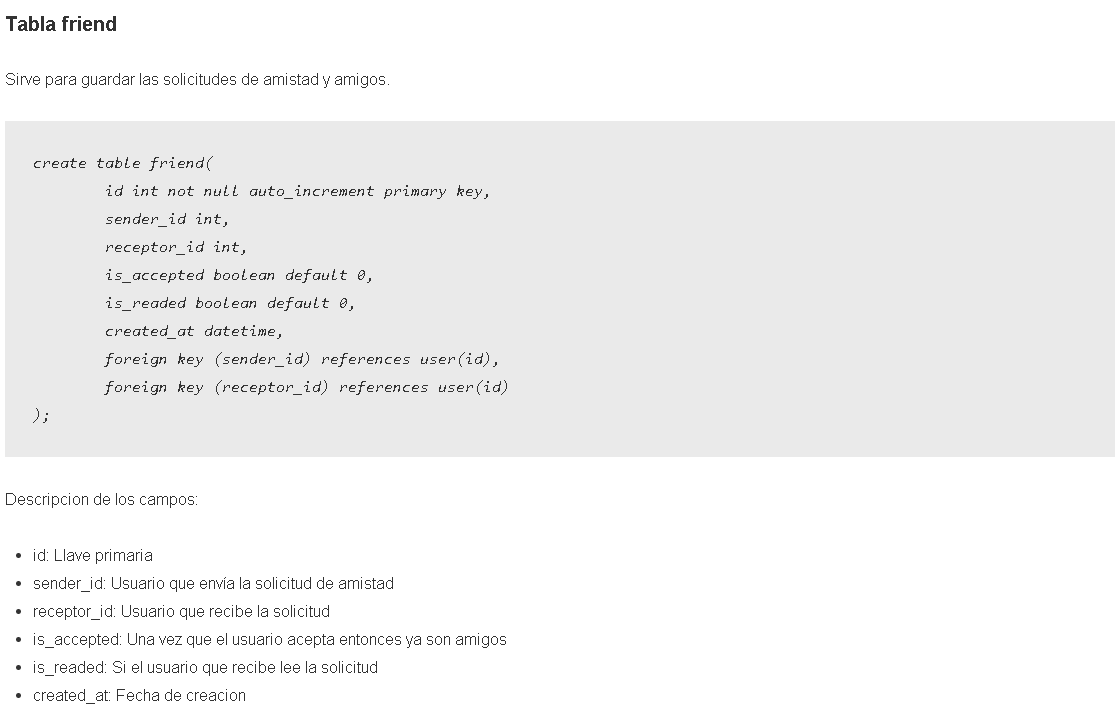 Tabla friend
Sirve para guardar las solicitudes de amistad y amigos.
create table friend(
id int not null auto_increment primary key,
sender_id int,
receptor_id int,
is_accepted boolean default 0,
is_readed boolean default 0,
created_at datetime,
foreign key (sender_id) references user(id),
foreign key (receptor_id) references user(id)
);
Descripcion de los campos:
• id: Llave primaria
• sender_id: Usuario que envía la solicitud de amistad
• receptor_id: Usuario que recibe la solicitud
• is_accepted: Una vez que el usuario acepta entonces ya son amigos
• is_readed: Si el usuario que recibe lee la solicitud
• created_at: Fecha de creacion